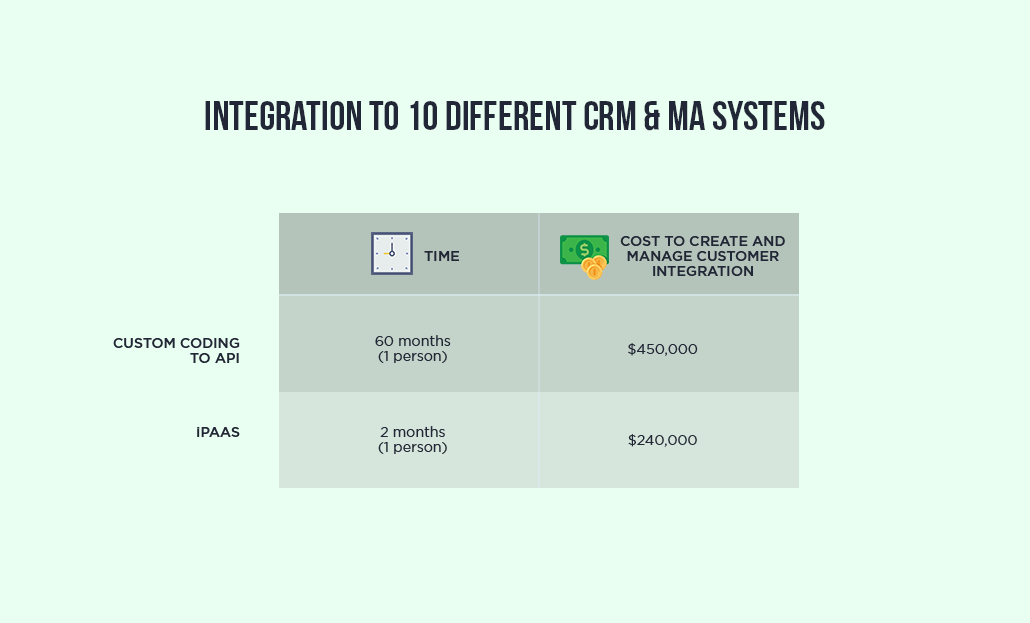 INTEGRATION TO 10 DIFFERENT CRM & MA SYSTEMS
TIME
COST TO CREATE AND
MANAGE CUSTOMER
INTEGRATION
CUSTOM CODING
TO API
60 months
(1 person)
$450,000
iPAAS
2 months
(1 person)
$240,000